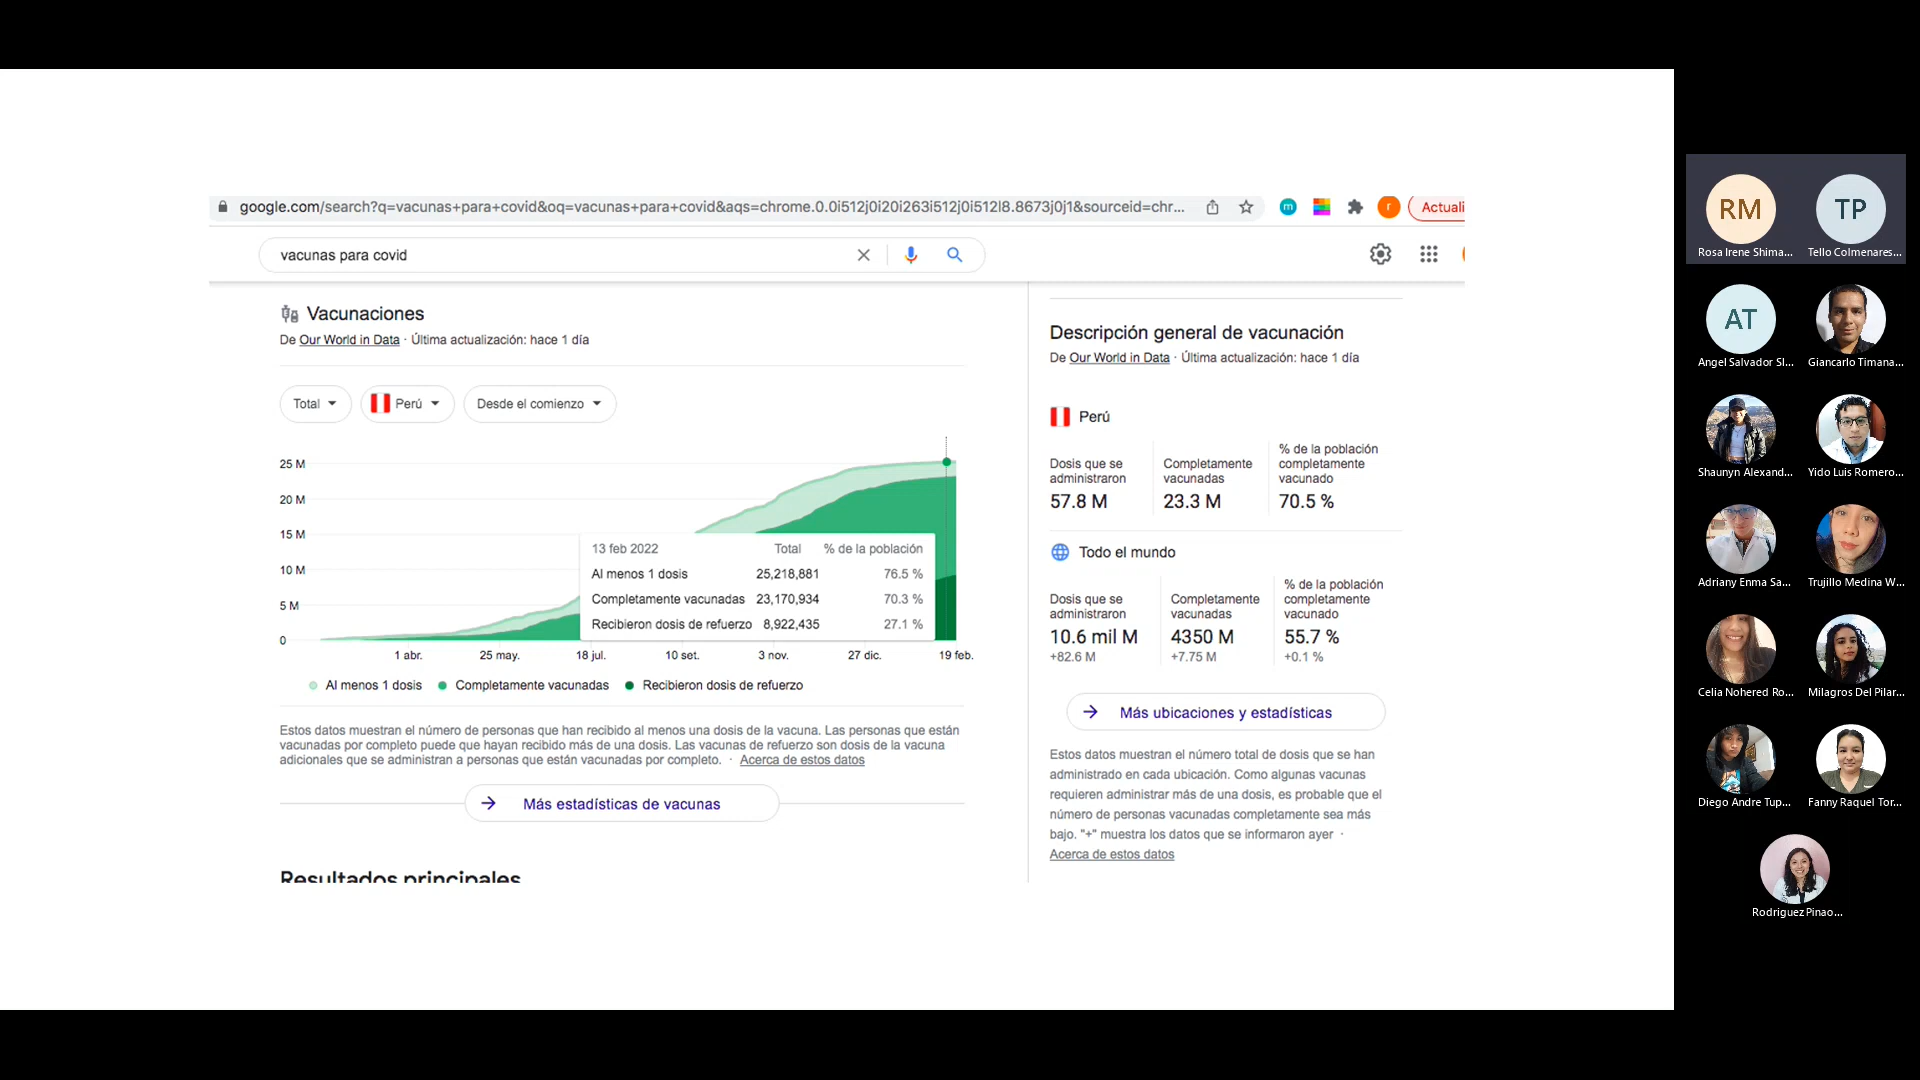 google.com/search?q=vacunas+para+covid&oq=vacunas+para+covid&aqs=chrome.0.0i512j0i20i263i512j0i512l8.8673j0j1&sourceid=chr...
m
r
Actuali
vacunas para covid
Vacunaciones
De Our World in Data · Última actualización: hace 1 día
Total
Perú
Desde el comienzo
25 M
20 M
15 M
10 M
5 M
0
13 feb 2022 Total % de la población
Al menos 1 dosis 25,218,881 76.5 %
Completamente vacunadas 23,170,934 70.3 %
Recibieron dosis de refuerzo 8,922,435 27.1 %
1 abr. 25 may. 18 jul. 10 set. 3 nov. 27 dic. 19 feb.
Al menos 1 dosis Completamente vacunadas Recibieron dosis de refuerzo
Estos datos muestran el número de personas que han recibido al menos una dosis de la vacuna. Las personas que están
vacunadas por completo puede que hayan recibido más de una dosis. Las vacunas de refuerzo son dosis de la vacuna
adicionales que se administran a personas que están vacunadas por completo. · Acerca de estos datos
Más estadísticas de vacunas
Resultados principales
Descripción general de vacunación
De Our World in Data · Última actualización: hace 1 día
Perú
Dosis que se
administraron
57.8 M
Completamente
vacunadas
23.3 M
% de la población
completamente
vacunado
70.5 %
Todo el mundo
Dosis que se
administraron
10.6 mil M
+82.6 M
Completamente
vacunadas
4350 M
+7.75 M
% de la población
completamente
vacunado
55.7 %
+0.1 %
Más ubicaciones y estadísticas
Estos datos muestran el número total de dosis que se han
administrado en cada ubicación. Como algunas vacunas
requieren administrar más de una dosis, es probable que el
número de personas vacunadas completamente sea más
bajo. "+" muestra los datos que se informaron ayer ·
Acerca de estos datos
RM
TP
Rosa Irene Shima...
Tello Colmenares...
AT
Angel Salvador Sl...
Giancarlo Timana...
Shaunyn Alexand...
Yido Luis Romero...
Adriany Enma Sa...
Trujillo Medina W...
Celia Nohered Ro...
Milagros Del Pilar...
Diego Andre Tup...
Fanny Raquel Tor...
Rodriguez Pinao...